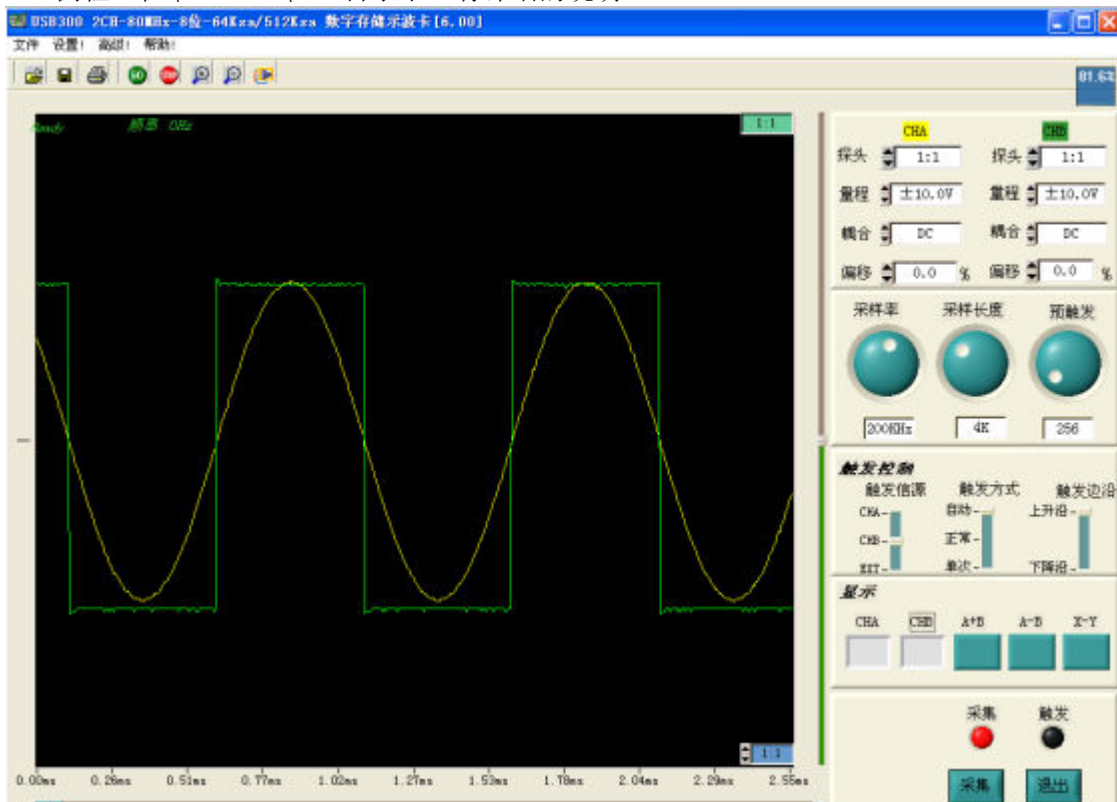 USB300 2CH-80MHz-8位-64Ksa/512Ksa 数字存储示波卡[6.00]
文件 设置! 高级! 帮助!
GO STOP
81.6%
Ready 频率 0Hz 1:1
CHA CHB
探头 1:1 探头 1:1
量程 ±10.0V 量程 ±10.0V
耦合 DC 耦合 DC
偏移 0.0 % 偏移 0.0 %
采样率 采样长度 预触发
200KHz 4K 256
触发控制
触发信源 触发方式 触发边沿
CHA 自动 上升沿
CHB 正常
EXT 单次 下降沿
显示
CHA CHB A+B A-B X-Y
采集 触发
采集 退出
1:1
0.00ms 0.26ms 0.51ms 0.77ms 1.02ms 1.27ms 1.53ms 1.78ms 2.04ms 2.29ms 2.55ms